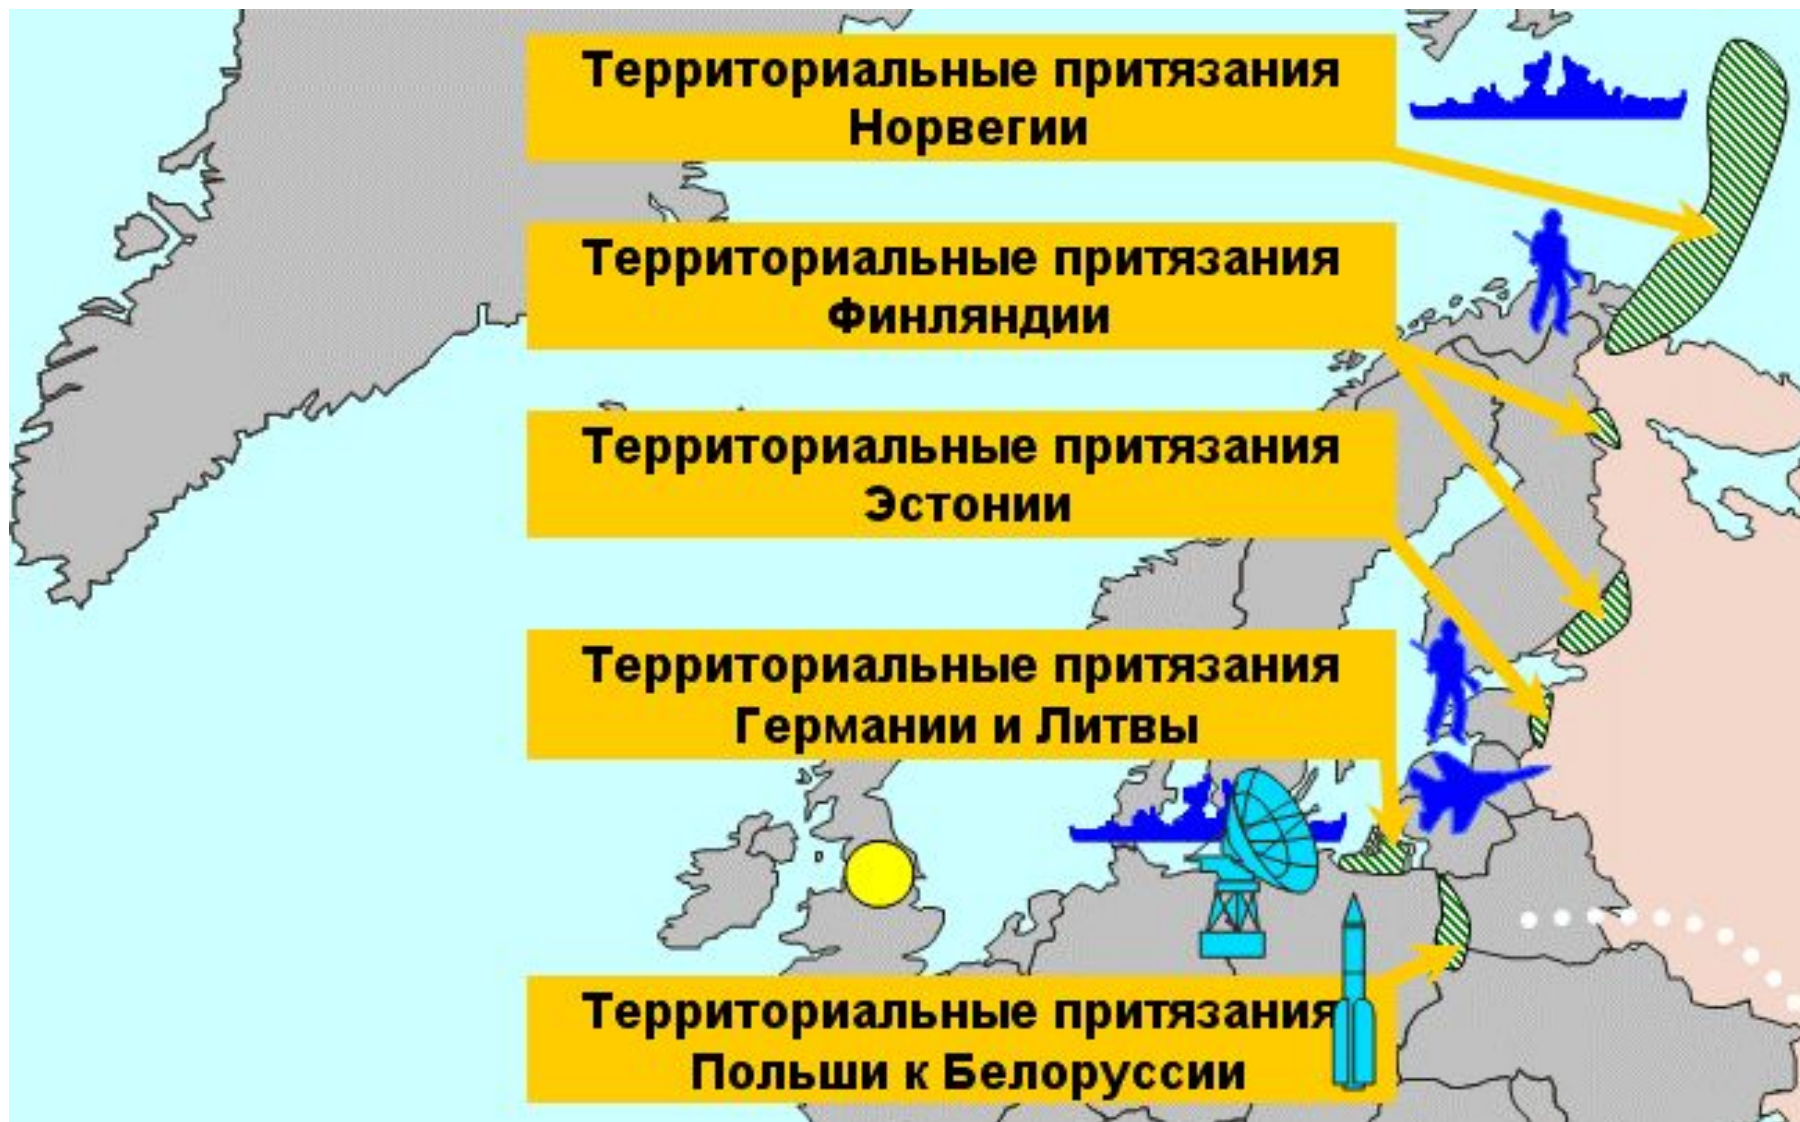 Территориальные притязания
Норвегии
Территориальные притязания
Финляндии
Территориальные притязания
Эстонии
Территориальные притязания
Германии и Литвы
Территориальные притязания
Польши к Белоруссии